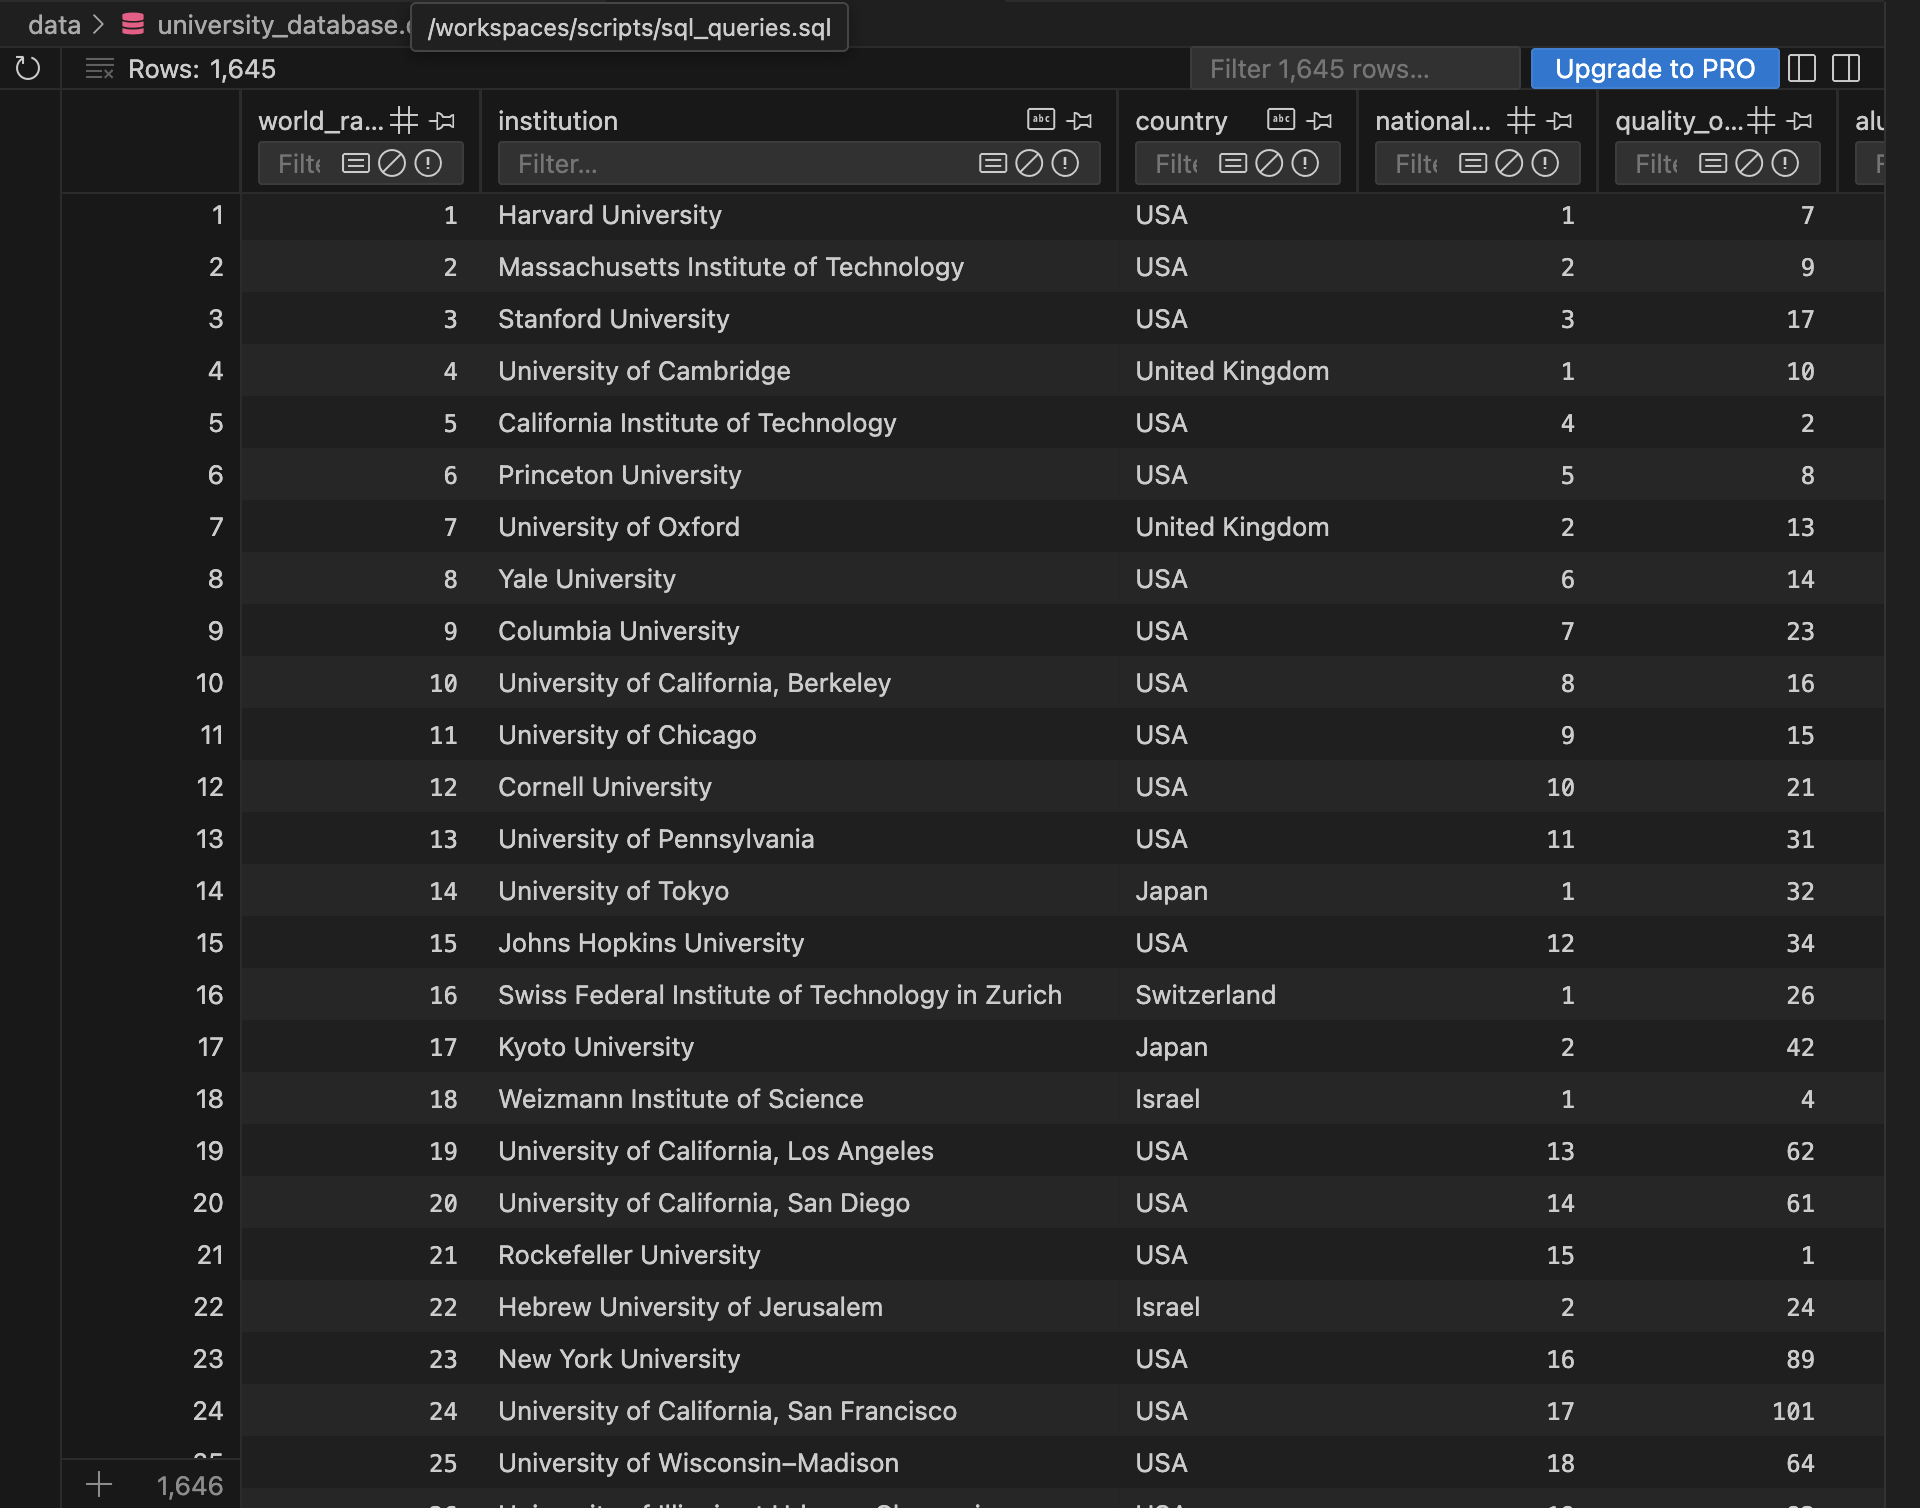 data > university_database.
/workspaces/scripts/sql_queries.sql
Rows: 1,645 Filter 1,645 rows... Upgrade to PRO
world_ra... institution abc country abc national... quality_o...
Filter...
1 1 Harvard University USA 1 7
2 2 Massachusetts Institute of Technology USA 2 9
3 3 Stanford University USA 3 17
4 4 University of Cambridge United Kingdom 1 10
5 5 California Institute of Technology USA 4 2
6 6 Princeton University USA 5 8
7 7 University of Oxford United Kingdom 2 13
8 8 Yale University USA 6 14
9 9 Columbia University USA 7 23
10 10 University of California, Berkeley USA 8 16
11 11 University of Chicago USA 9 15
12 12 Cornell University USA 10 21
13 13 University of Pennsylvania USA 11 31
14 14 University of Tokyo Japan 1 32
15 15 Johns Hopkins University USA 12 34
16 16 Swiss Federal Institute of Technology in Zurich Switzerland 1 26
17 17 Kyoto University Japan 2 42
18 18 Weizmann Institute of Science Israel 1 4
19 19 University of California, Los Angeles USA 13 62
20 20 University of California, San Diego USA 14 61
21 21 Rockefeller University USA 15 1
22 22 Hebrew University of Jerusalem Israel 2 24
23 23 New York University USA 16 89
24 24 University of California, San Francisco USA 17 101
25 University of Wisconsin–Madison USA 18 64
1,646